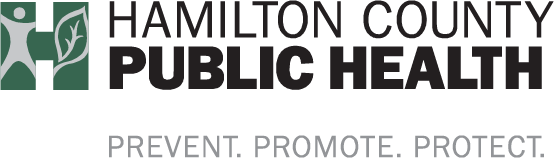 HAMILTON COUNTY
PUBLIC HEALTH
PREVENT. PROMOTE. PROTECT.